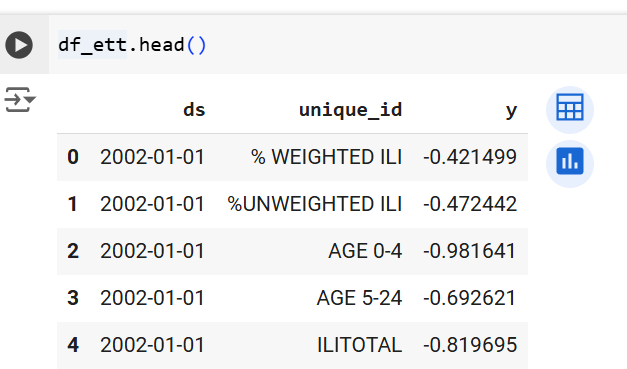 df_ett.head()
ds unique_id y
0 2002-01-01 % WEIGHTED ILI -0.421499
1 2002-01-01 %UNWEIGHTED ILI -0.472442
2 2002-01-01 AGE 0-4 -0.981641
3 2002-01-01 AGE 5-24 -0.692621
4 2002-01-01 ILITOTAL -0.819695